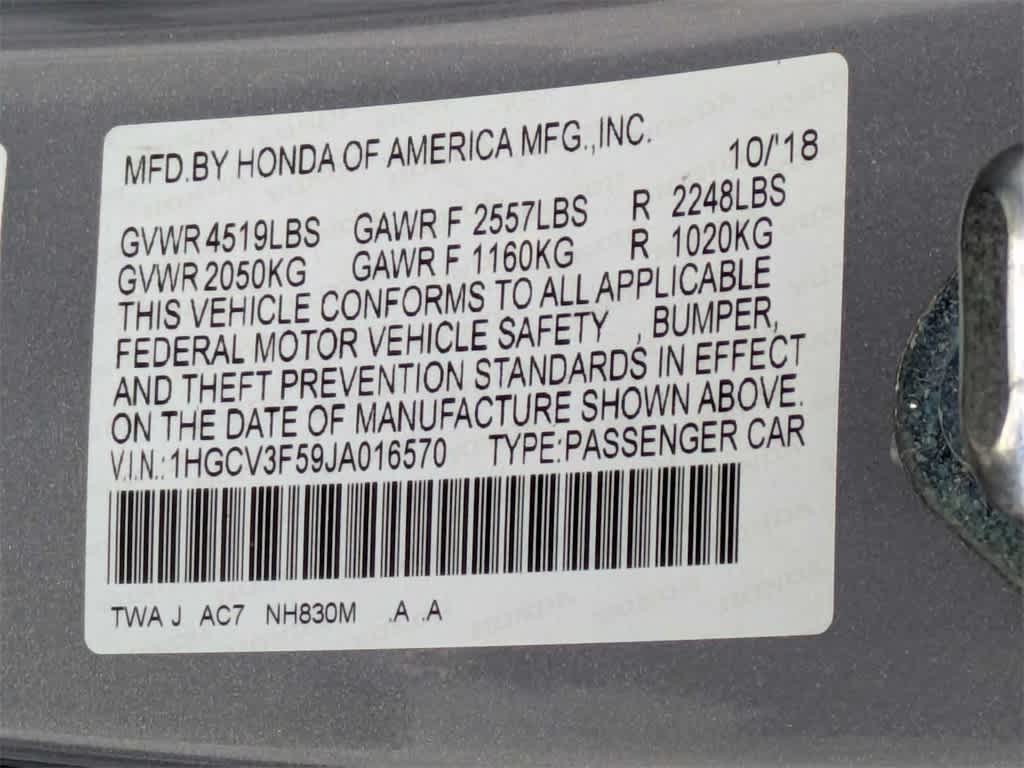 MFD.BY HONDA OF AMERICA MFG.,INC. 10/'18
GVWR 4519LBS GAWR F 2557LBS R 2248LBS
GVWR 2050KG GAWR F 1160KG R 1020KG
THIS VEHICLE CONFORMS TO ALL APPLICABLE
FEDERAL MOTOR VEHICLE SAFETY , BUMPER,
AND THEFT PREVENTION STANDARDS IN EFFECT
ON THE DATE OF MANUFACTURE SHOWN ABOVE.
V.I.N.: 1HGCV3F59JA016570 TYPE:PASSENGER CAR
TWA J AC7 NH830M .A .A